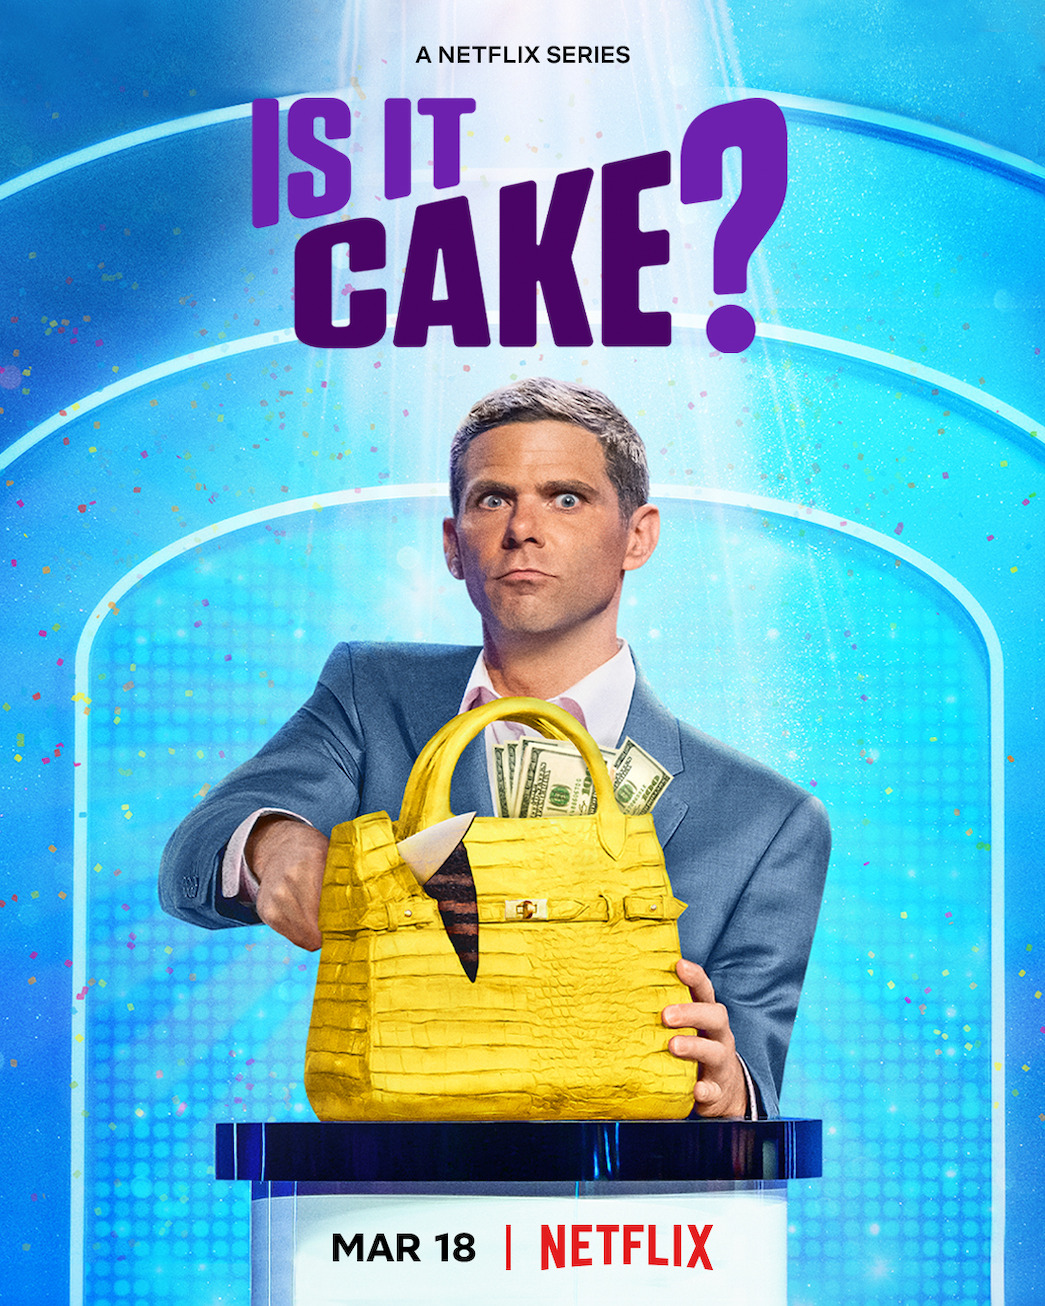 A NETFLIX SERIES
IS IT
CAKE?
MAR 18 | NETFLIX